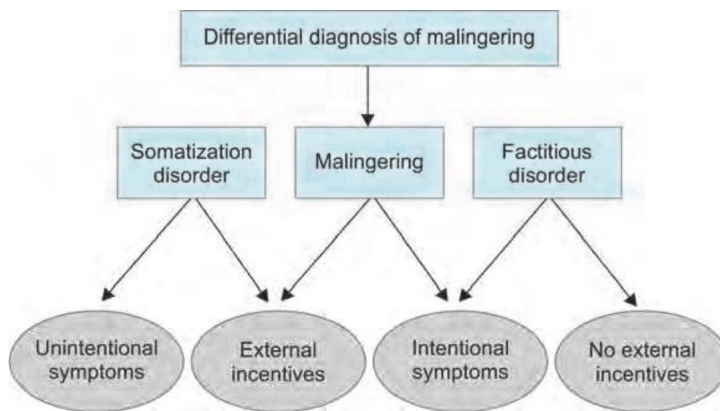 Differential diagnosis of malingering
Somatization
disorder
Malingering
Factitious
disorder
Unintentional
symptoms
External
incentives
Intentional
symptoms
No external
incentives